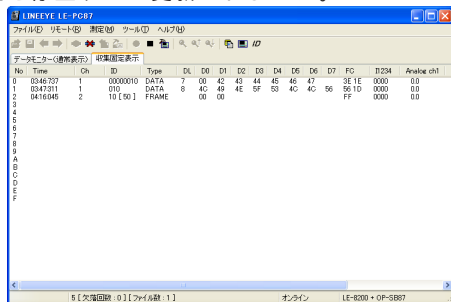 LINEEYE LE-PC87
ファイル(F) リモート(R) 測定(M) ツール(T) ヘルプ(H)
ID
データモニター(通常表示) 収集固定表示
No Time Ch ID Type DL D0 D1 D2 D3 D4 D5 D6 D7 FC I1234 Analog ch1
0 03:46:737 1 00000010 DATA 7 00 42 43 44 45 46 47 3E 1E 0000 0.0
1 03:47:311 1 010 DATA 8 4C 49 4E 5F 53 4C 4C 56 56 1D 0000 0.0
2 04:16:045 2 10 [ 50 ] FRAME 00 00 FF 0000 0.0
3
4
5
6
7
8
9
A
B
C
D
E
F
5 [ 欠落回数 : 0 ] [ ファイル数 : 1 ] オンライン LE-8200 + OP-SB87